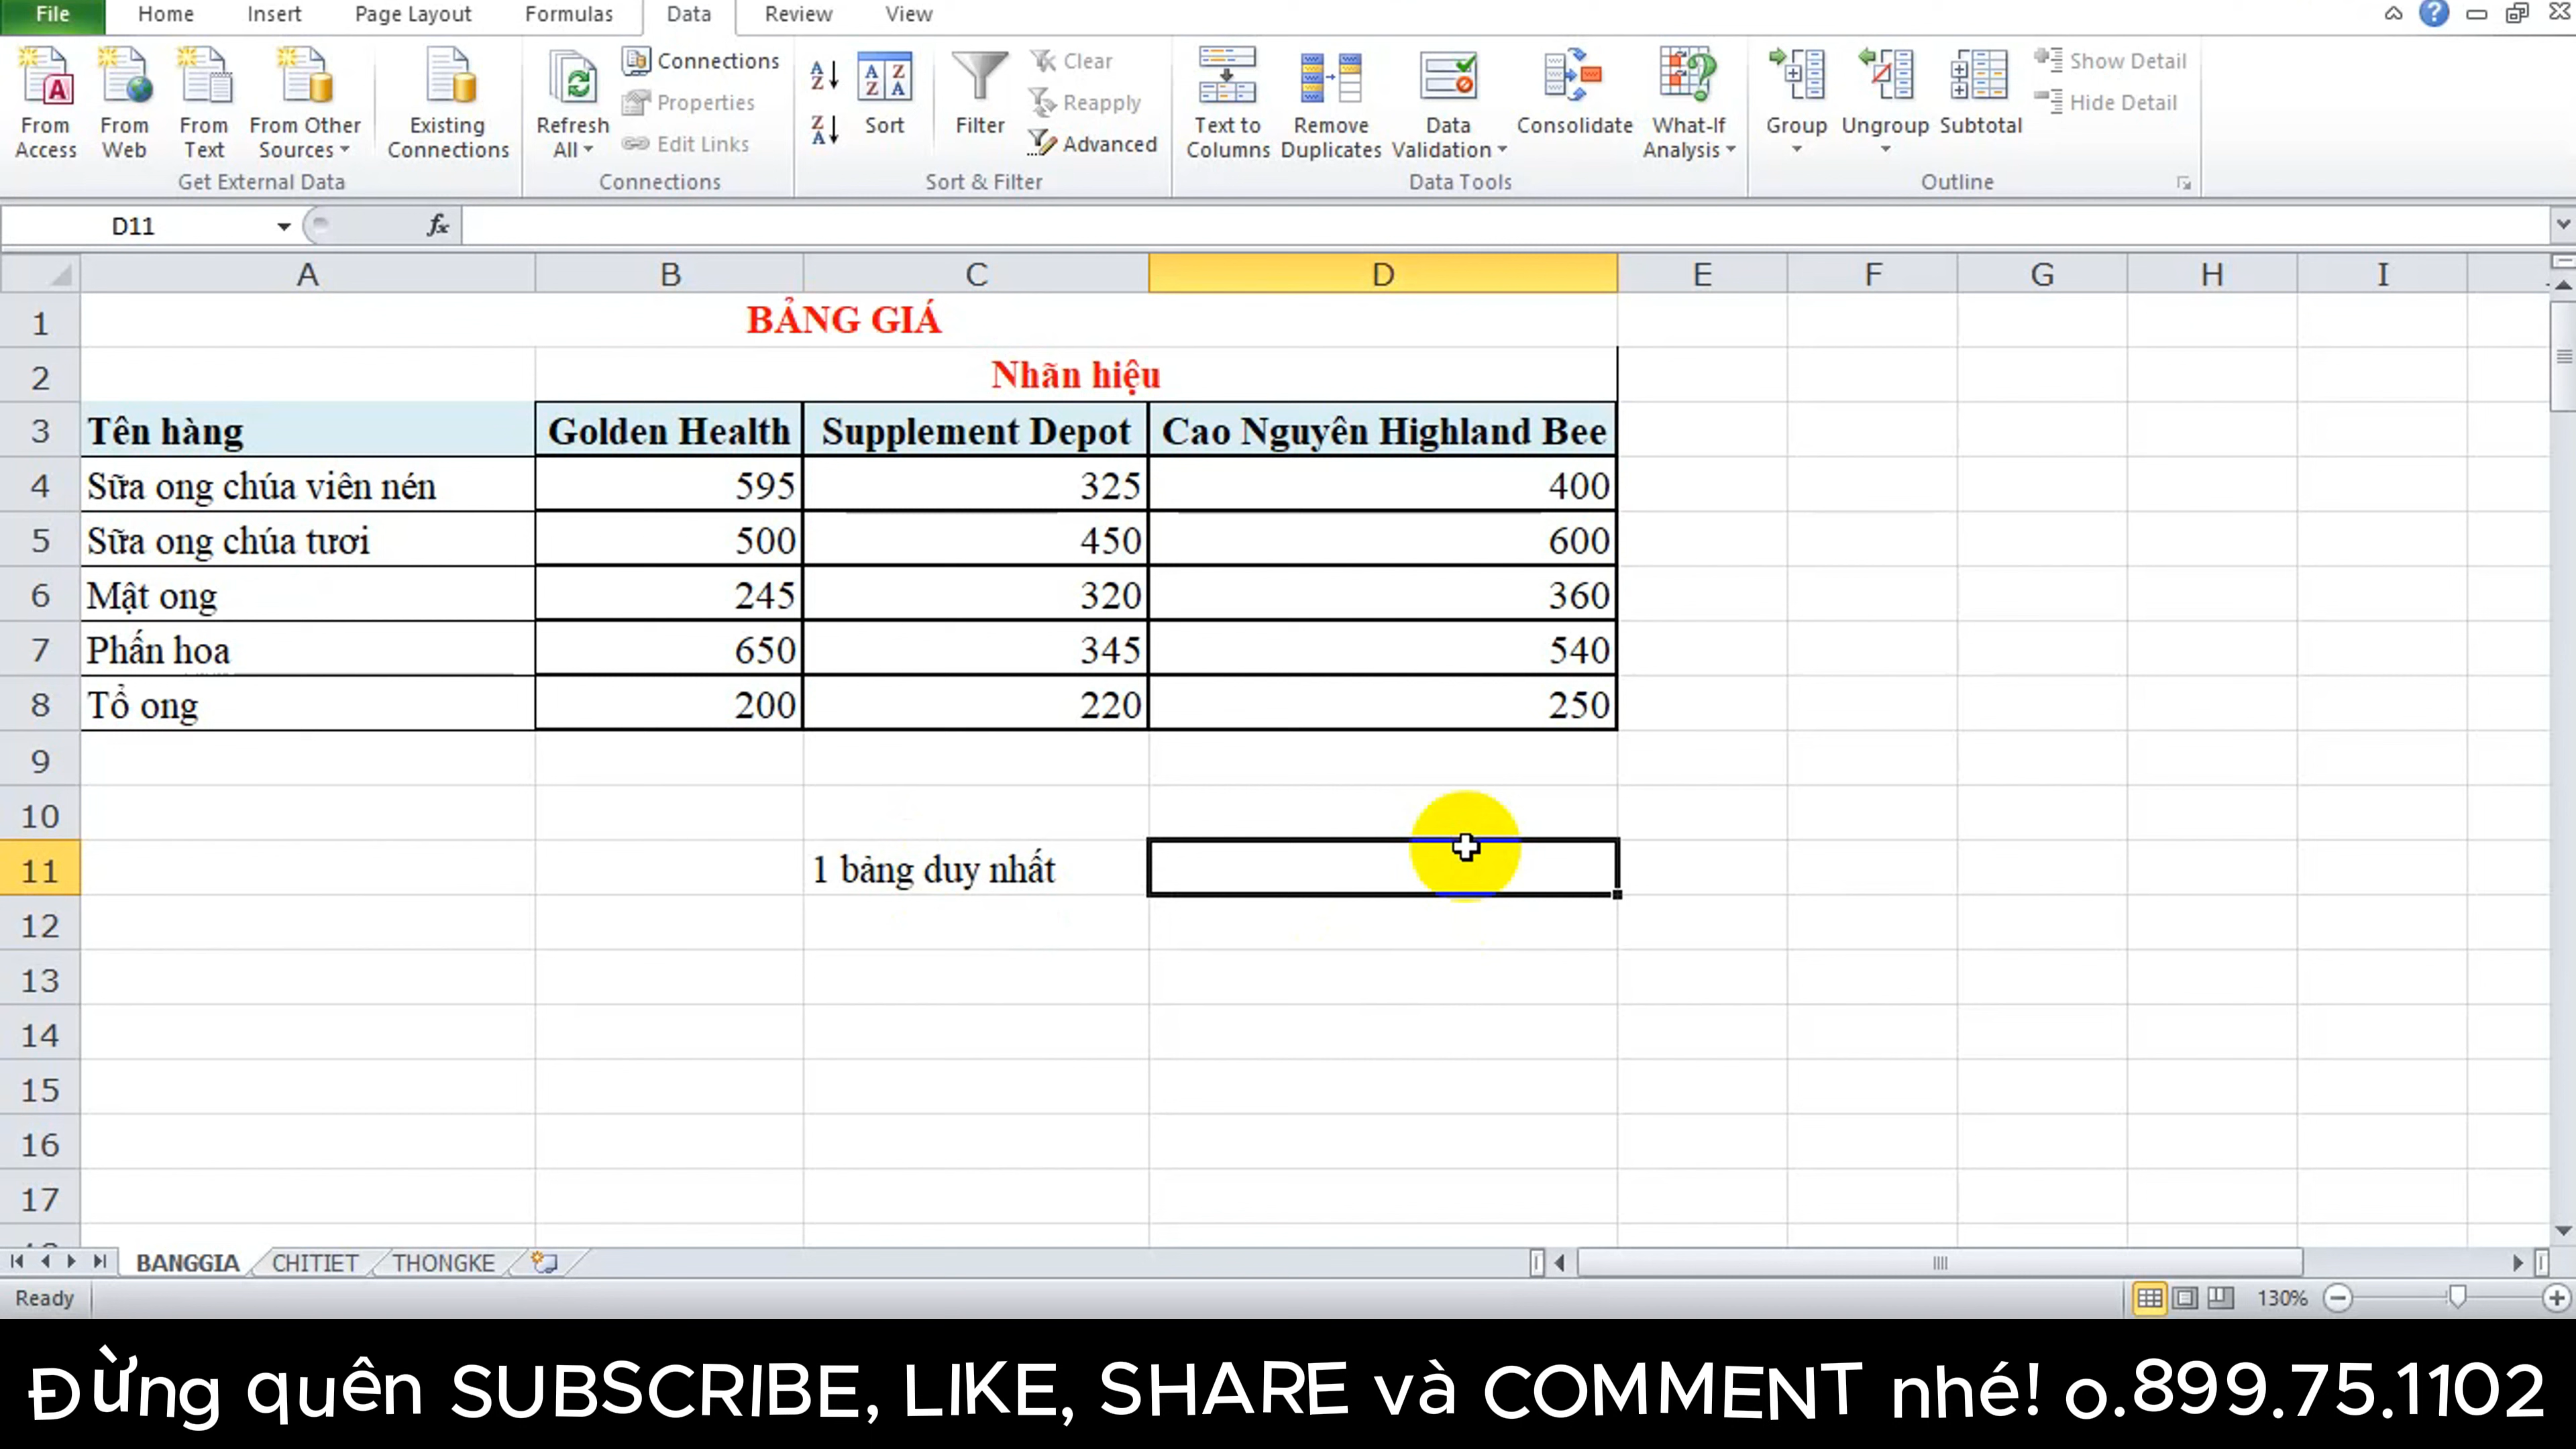 File Home Insert Page Layout Formulas Data Review View
From Access From Web From Text From Other Sources Existing Connections Refresh All Connections Properties Edit Links Sort Filter Clear Reapply Advanced Text to Columns Remove Duplicates Data Validation Consolidate What-If Analysis Group Ungroup Subtotal Show Detail Hide Detail
Get External Data Connections Sort & Filter Data Tools Outline
D11 fx
A B C D E F G H I
1 BẢNG GIÁ
2 Nhãn hiệu
3 Tên hàng Golden Health Supplement Depot Cao Nguyên Highland Bee
4 Sữa ong chúa viên nén 595 325 400
5 Sữa ong chúa tươi 500 450 600
6 Mật ong 245 320 360
7 Phấn hoa 650 345 540
8 Tổ ong 200 220 250
9
10
11 1 bảng duy nhất
12
13
14
15
16
17
BANGGIA CHITIET THONGKE
Ready 130%
Đừng quên SUBSCRIBE, LIKE, SHARE và COMMENT nhé! 0.899.75.1102